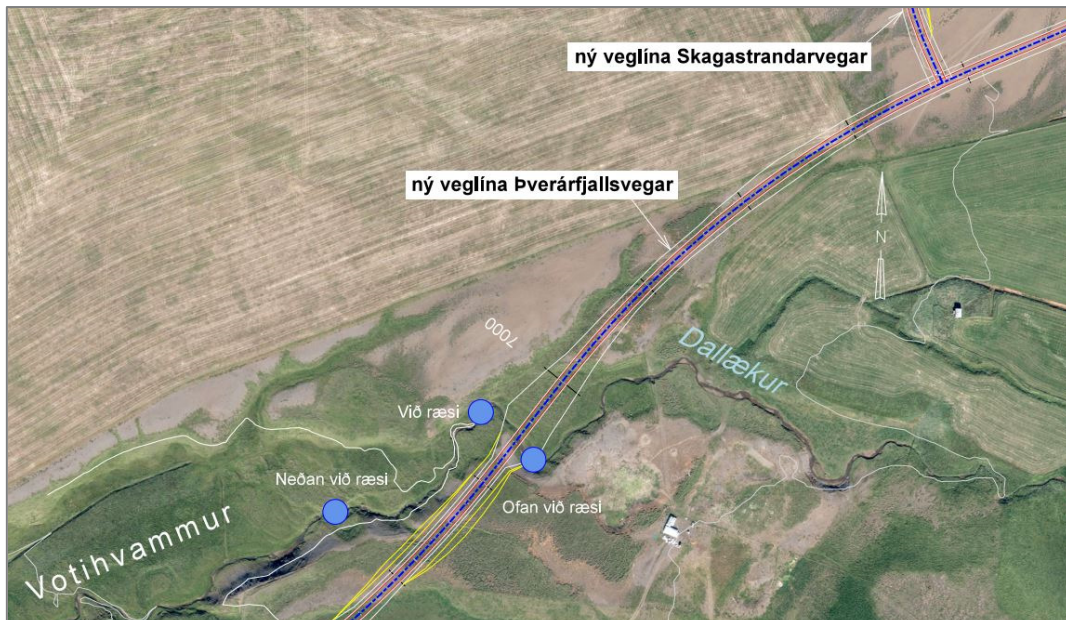 ný veglína Skagastrandarvegar
ný veglína Þverárfjallsvegar
N
7000
Dallækur
Við ræsi
Neðan við ræsi
Ofan við ræsi
Votihvammur